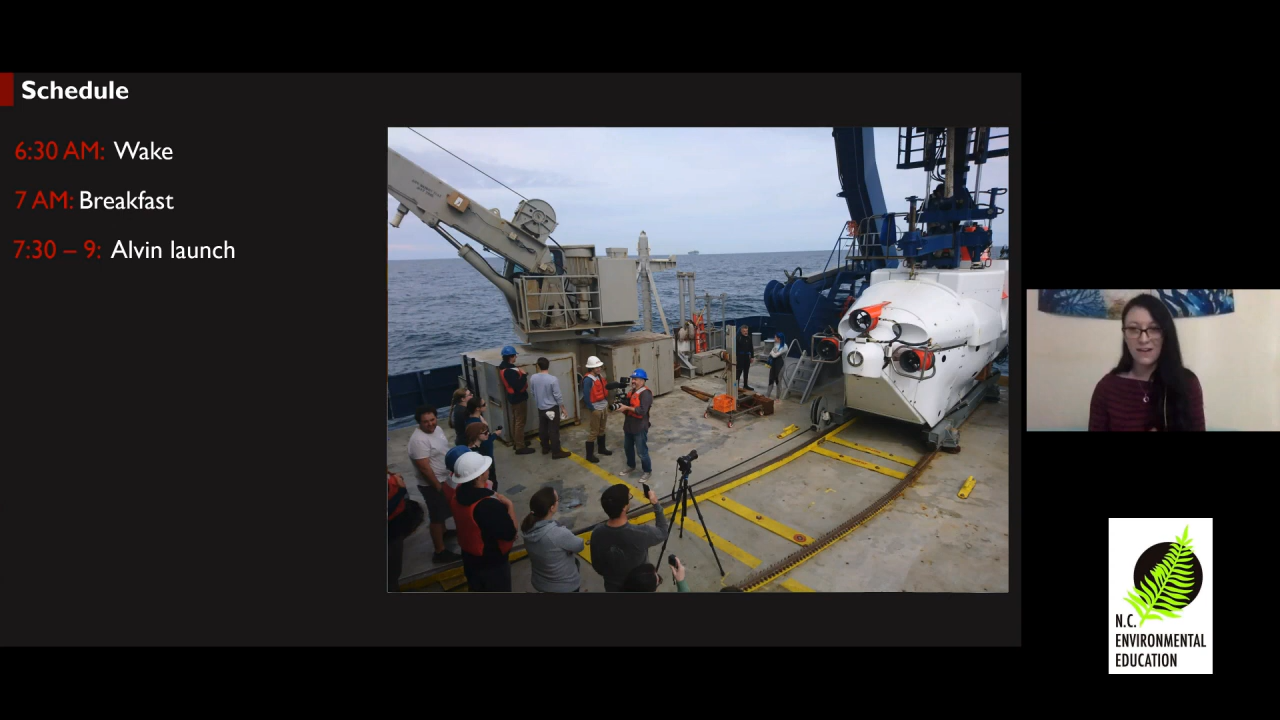 Schedule
6:30 AM: Wake
7 AM: Breakfast
7:30 – 9: Alvin launch
N.C.
ENVIRONMENTAL
EDUCATION